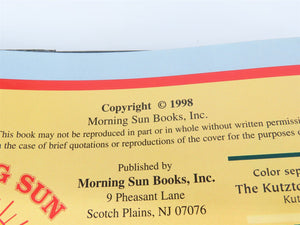 Copyright © 1998
Morning Sun Books, Inc.
This book may not be reproduced in part or in whole without written permission
in the case of brief quotations or reproductions of the cover for the purposes
Published by
Morning Sun Books, Inc.
9 Pheasant Lane
Scotch Plains, NJ 07076
Color sep
The Kutzto
Kut
G SUN